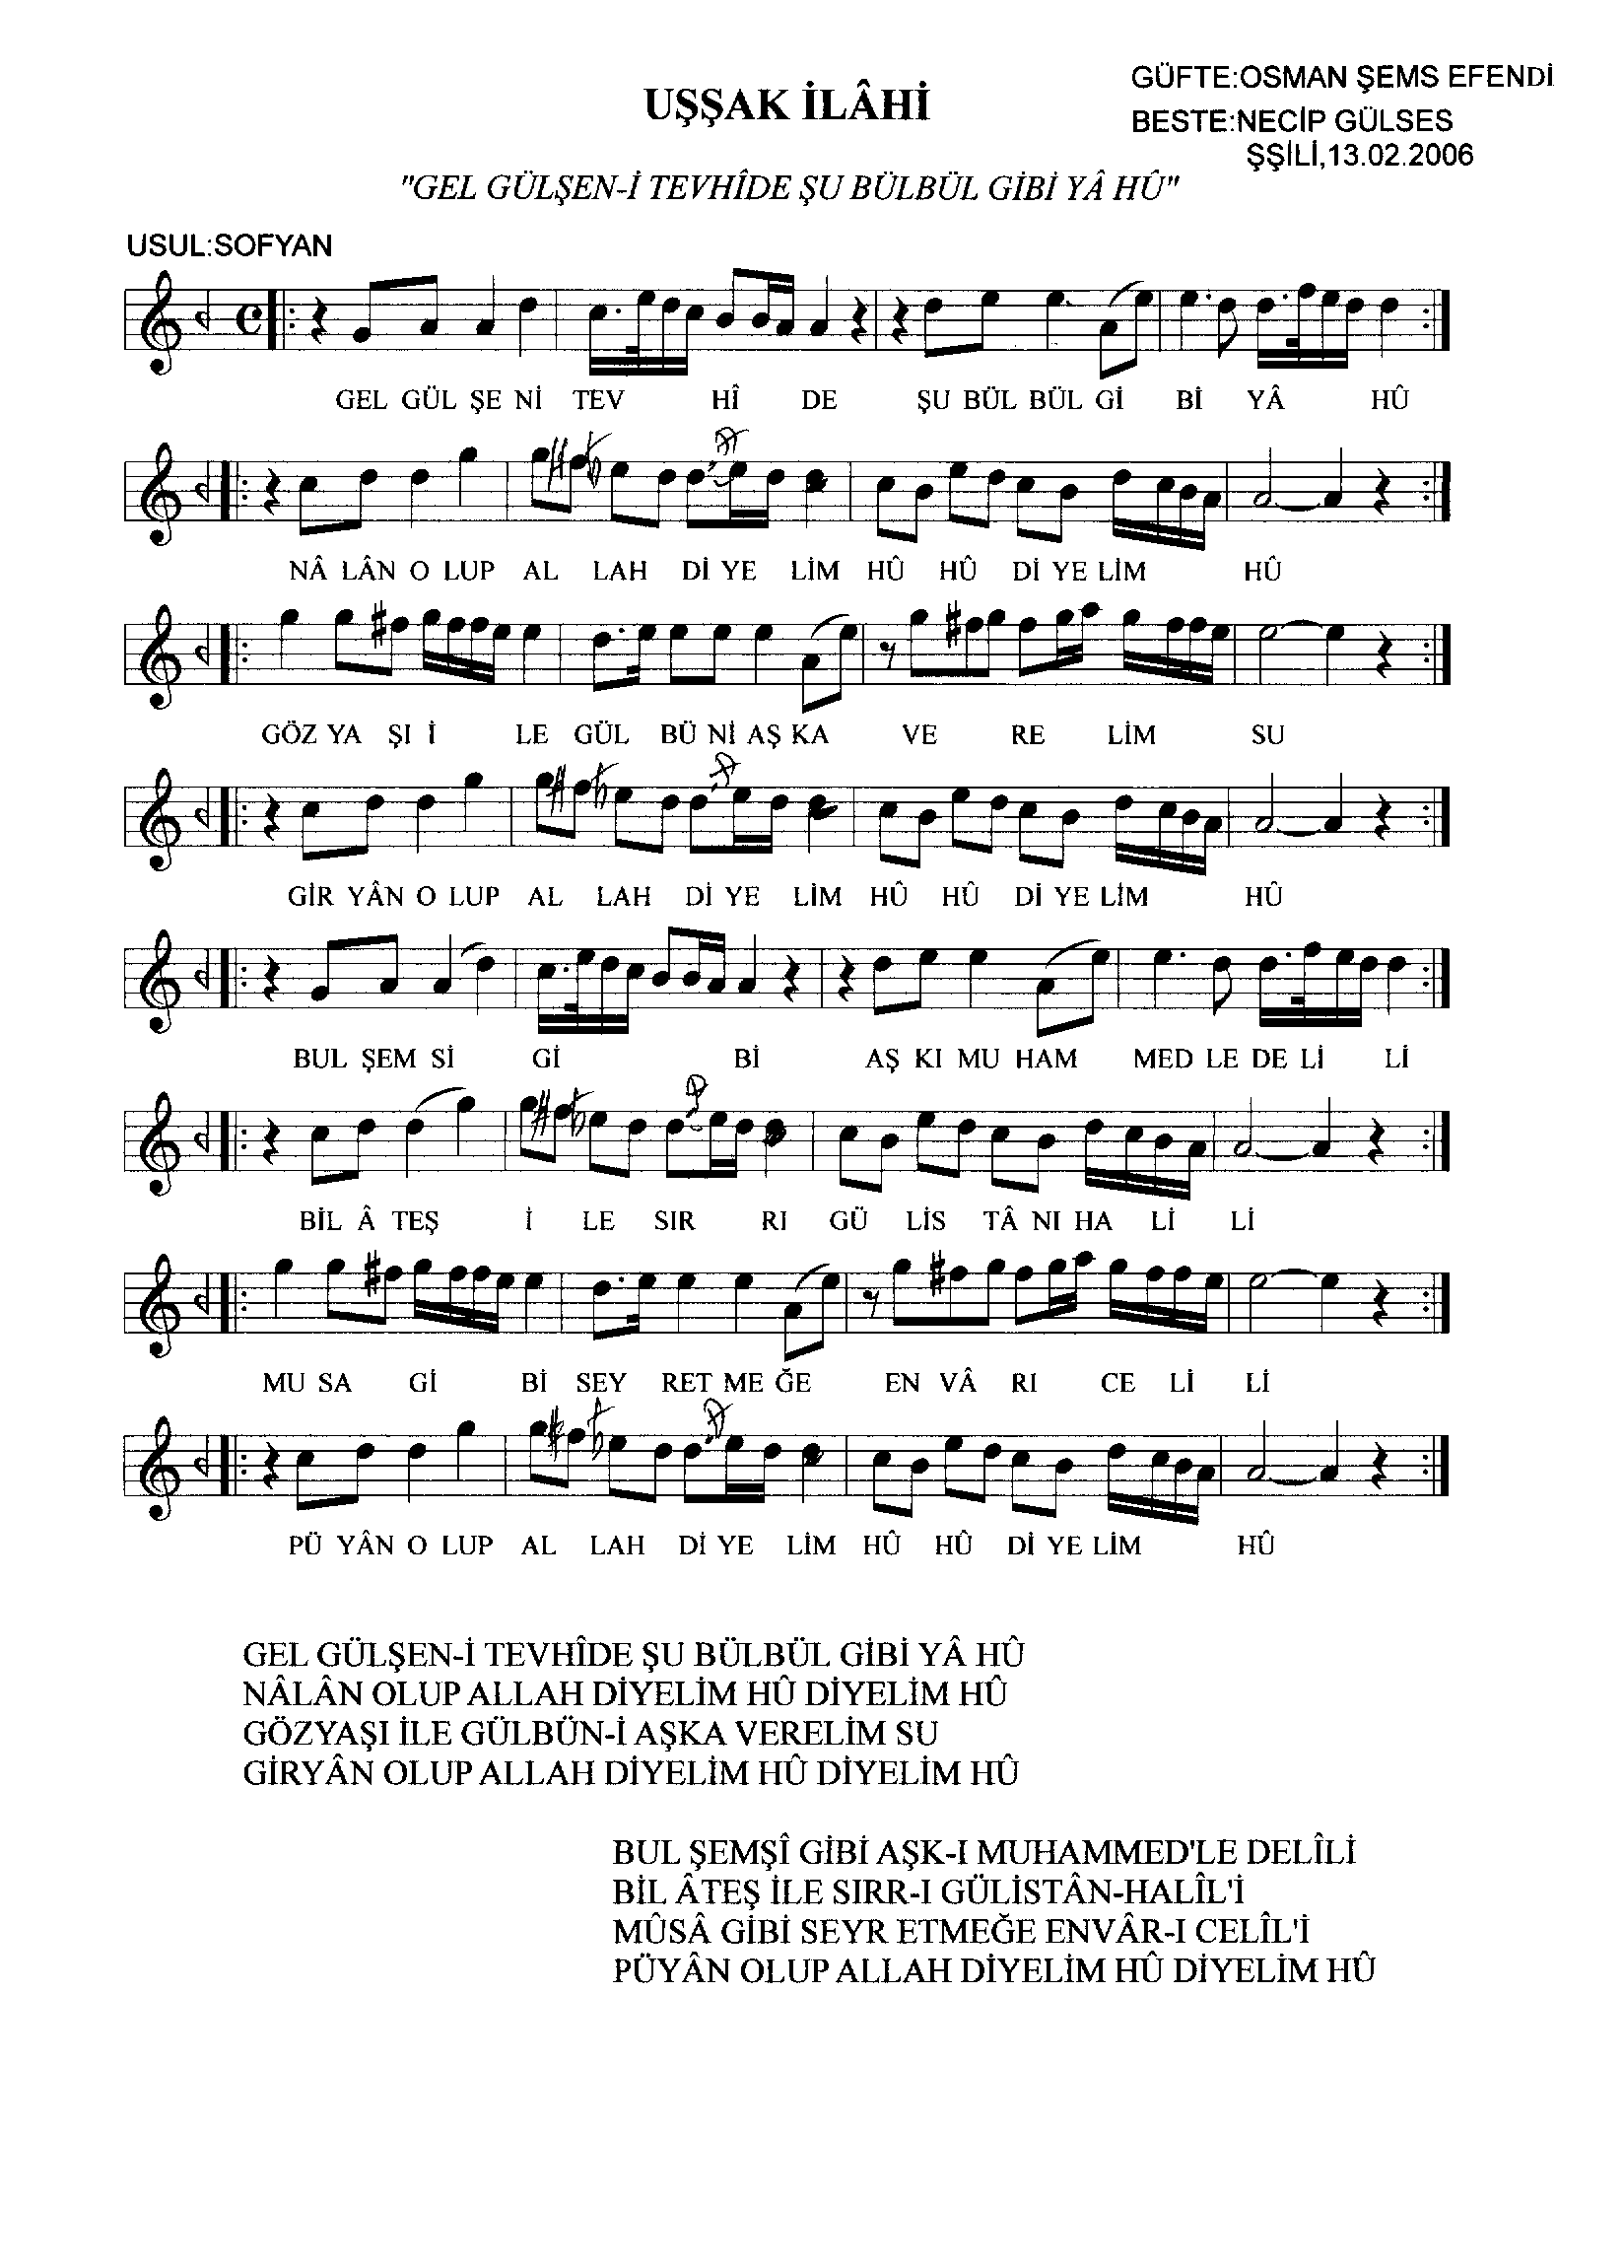 UŞŞAK İLÂHİ
GÜFTE:OSMAN ŞEMS EFENDİ
BESTE:NECİP GÜLSES
ŞŞİLİ,13.02.2006
"GEL GÜLŞEN-İ TEVHÎDE ŞU BÜLBÜL GİBİ YÂ HÛ"
USUL:SOFYAN
GEL GÜL ŞE Nİ TEV HÎ DE ŞU BÜL BÜL Gİ Bİ YÂ HÛ
NÂ LÂN O LUP AL LAH Dİ YE LİM HÛ HÛ Dİ YE LİM HÛ
GÖZ YA ŞI İ LE GÜL BÜ Nİ AŞ KA VE RE LİM SU
GİR YÂN O LUP AL LAH Dİ YE LİM HÛ HÛ Dİ YE LİM HÛ
BUL ŞEM Sİ Gİ Bİ AŞ KI MU HAM MED LE DE Lİ Lİ
BİL Â TEŞ İ LE SIR RI GÜ LİS TÂ NI HA Lİ Lİ
MU SA Gİ Bİ SEY RET ME ĞE EN VÂ RI CE Lİ Lİ
PÜ YÂN O LUP AL LAH Dİ YE LİM HÛ HÛ Dİ YE LİM HÛ
GEL GÜLŞEN-İ TEVHÎDE ŞU BÜLBÜL GİBİ YÂ HÛ
NÂLÂN OLUP ALLAH DİYELİM HÛ DİYELİM HÛ
GÖZYAŞI İLE GÜLBÜN-İ AŞKA VERELİM SU
GİRYÂN OLUP ALLAH DİYELİM HÛ DİYELİM HÛ
BUL ŞEMŞÎ GİBİ AŞK-I MUHAMMED'LE DELÎLİ
BİL ÂTEŞ İLE SIRR-I GÜLİSTÂN-HALÎL'İ
MÛSÂ GİBİ SEYR ETMEĞE ENVÂR-I CELÎL'İ
PÜYÂN OLUP ALLAH DİYELİM HÛ DİYELİM HÛ